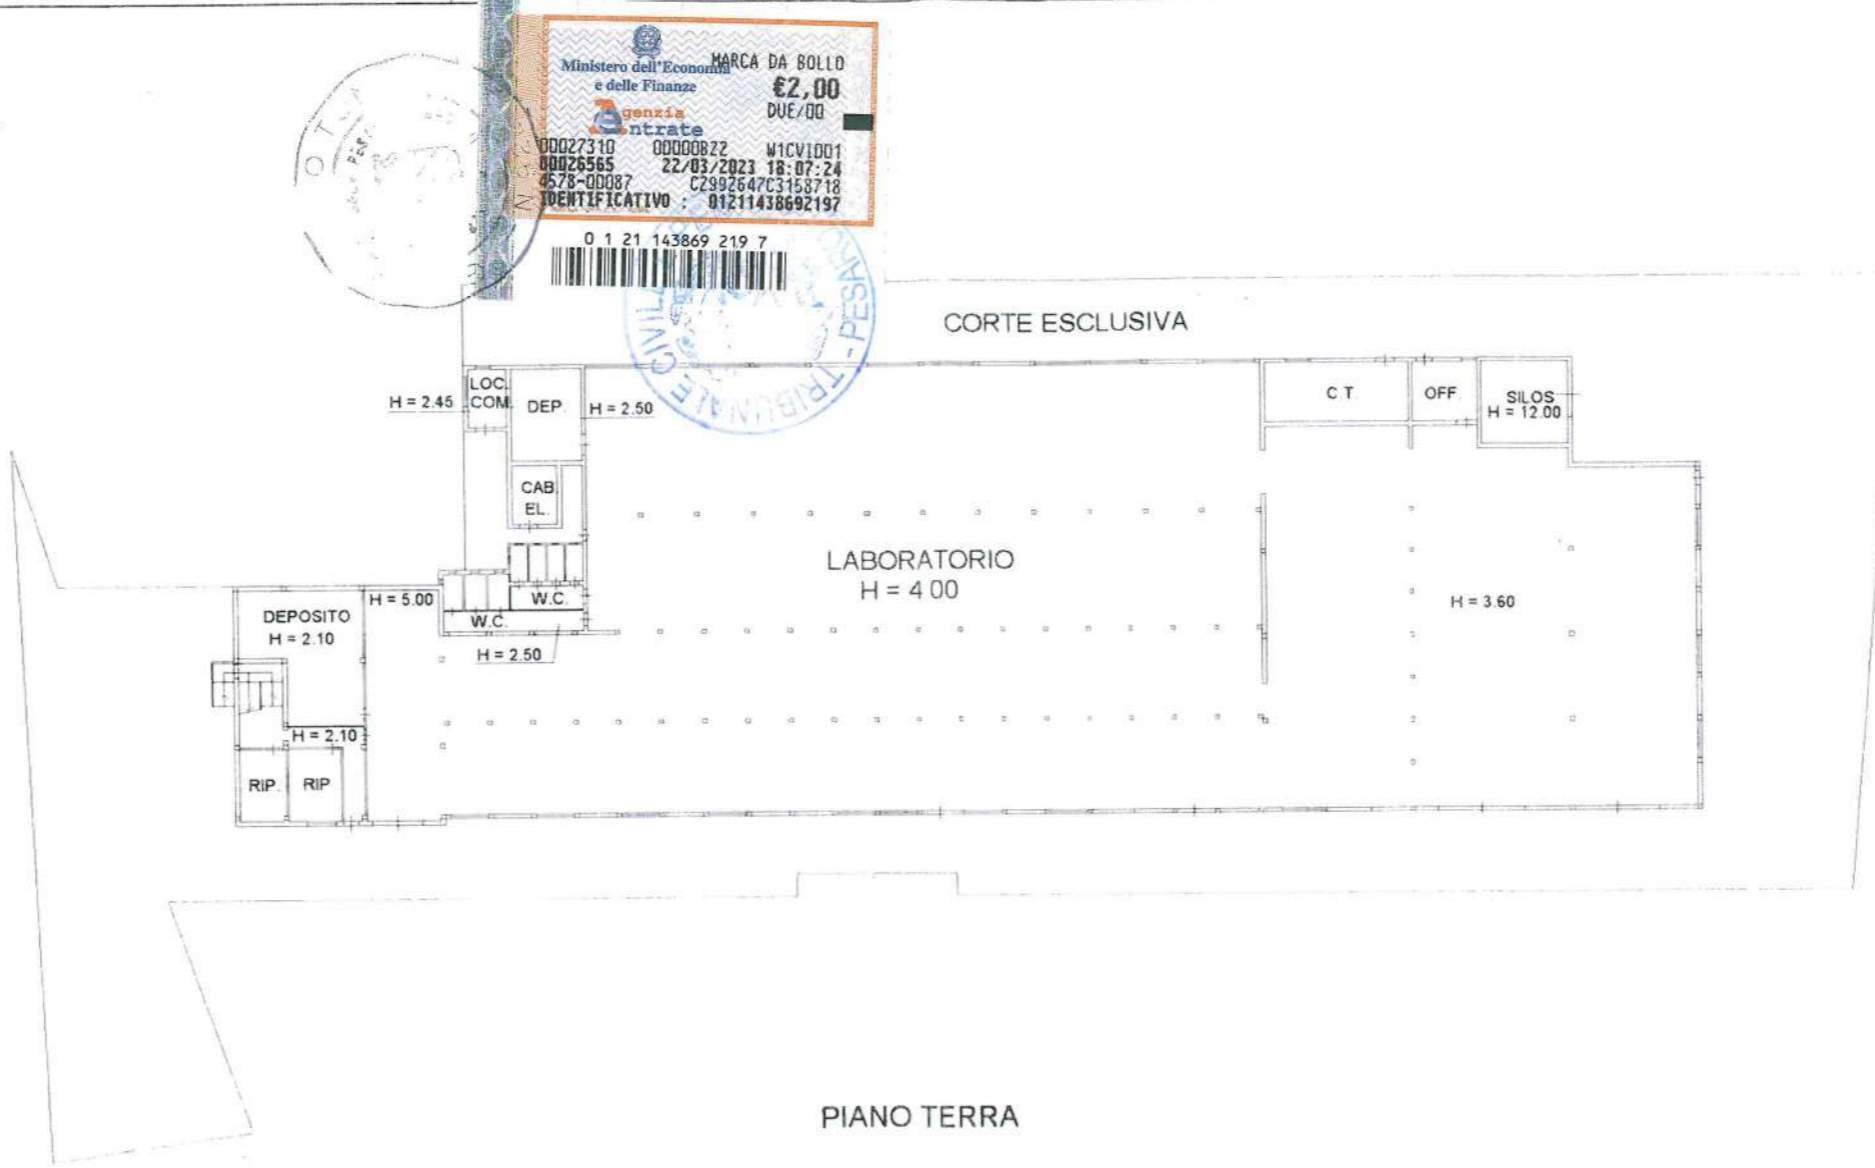 Ministero dell'Economia
e delle Finanze
MARCA DA BOLLO
€2,00
DUE/00
Agenzia
Entrate
00027310 00000B22 W1CVI001
00026565 22/03/2023 18:07:24
4578-00087 C2992647C3158718
IDENTIFICATIVO : 01211438692197
0 1 21 143869 219 7
TRIBUNALE CIVILE
PESARO
CORTE ESCLUSIVA
H = 2.45
LOC.
COM.
DEP.
H = 2.50
C.T.
OFF.
SILOS
H = 12.00
CAB.
EL.
LABORATORIO
H = 4.00
H = 3.60
W.C.
W.C.
H = 2.50
H = 5.00
DEPOSITO
H = 2.10
H = 2.10
RIP.
RIP
PIANO TERRA